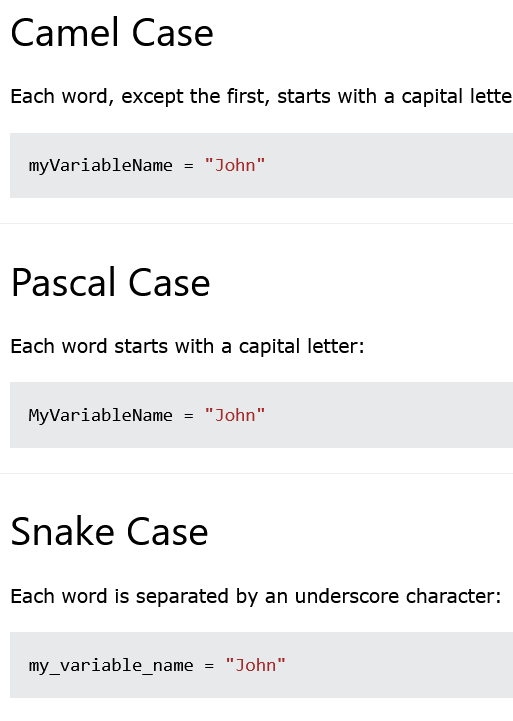 Camel Case
Each word, except the first, starts with a capital lette
myVariableName = "John"
Pascal Case
Each word starts with a capital letter:
MyVariableName = "John"
Snake Case
Each word is separated by an underscore character:
my_variable_name = "John"